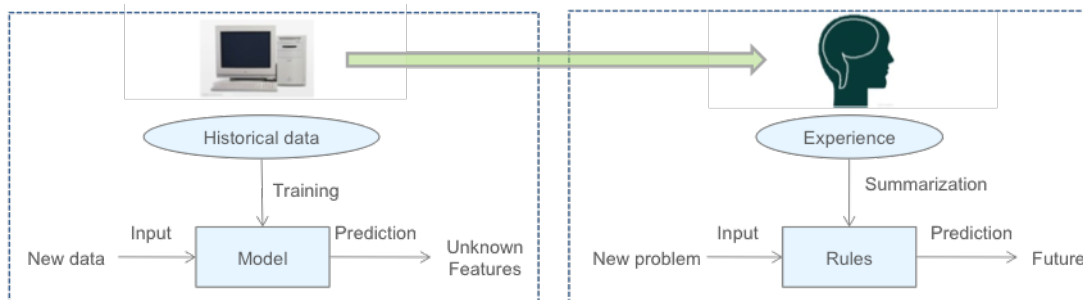 Historical data
Training
Input
Prediction
New data
Model
Unknown
Features
Experience
Summarization
Input
Prediction
New problem
Rules
Future